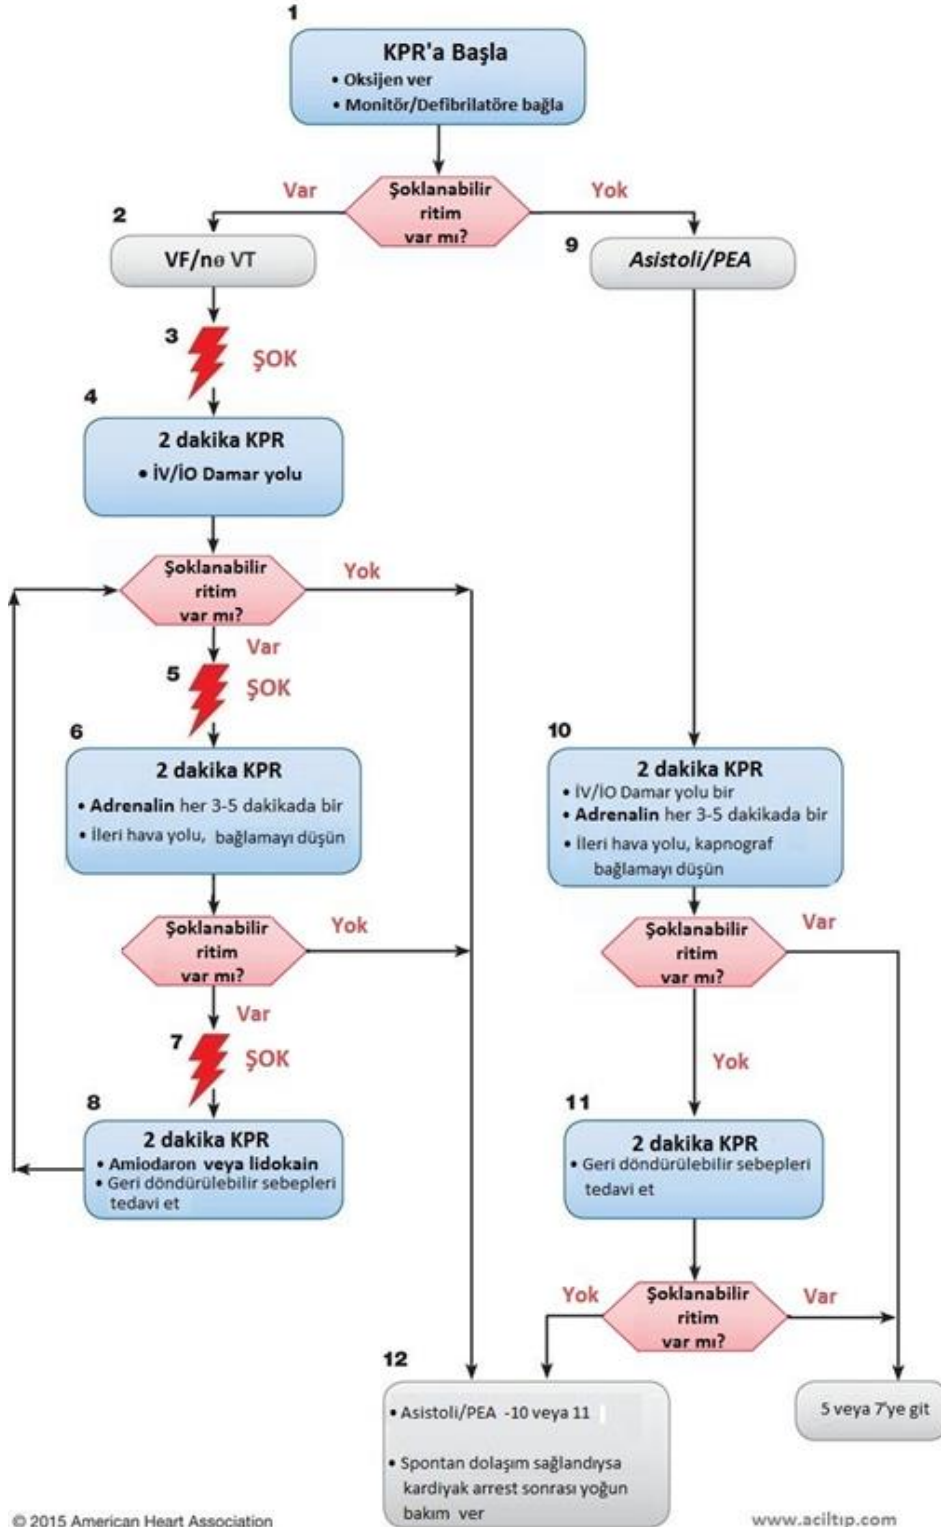 1
KPR'a Başla
• Oksijen ver
• Monitör/Defibrilatöre bağla
Şoklanabilir
ritim
var mı?
Var
Yok
2
VF/nө VT
9
Asistoli/PEA
3
ŞOK
4
2 dakika KPR
• İV/İO Damar yolu
Şoklanabilir
ritim
var mı?
Yok
Var
5
ŞOK
6
2 dakika KPR
• Adrenalin her 3-5 dakikada bir
• İleri hava yolu, bağlamayı düşün
10
2 dakika KPR
• İV/İO Damar yolu bir
• Adrenalin her 3-5 dakikada bir
• İleri hava yolu, kapnograf
bağlamayı düşün
Şoklanabilir
ritim
var mı?
Yok
Var
Şoklanabilir
ritim
var mı?
Var
Yok
7
ŞOK
8
2 dakika KPR
• Amiodaron veya lidokain
• Geri döndürülebilir sebepleri
tedavi et
11
2 dakika KPR
• Geri döndürülebilir sebepleri
tedavi et
Şoklanabilir
ritim
var mı?
Yok
Var
12
• Asistoli/PEA -10 veya 11
• Spontan dolaşım sağlandıysa
kardiyak arrest sonrası yoğun
bakım ver
5 veya 7'ye git
© 2015 American Heart Association
www.aciltıp.com